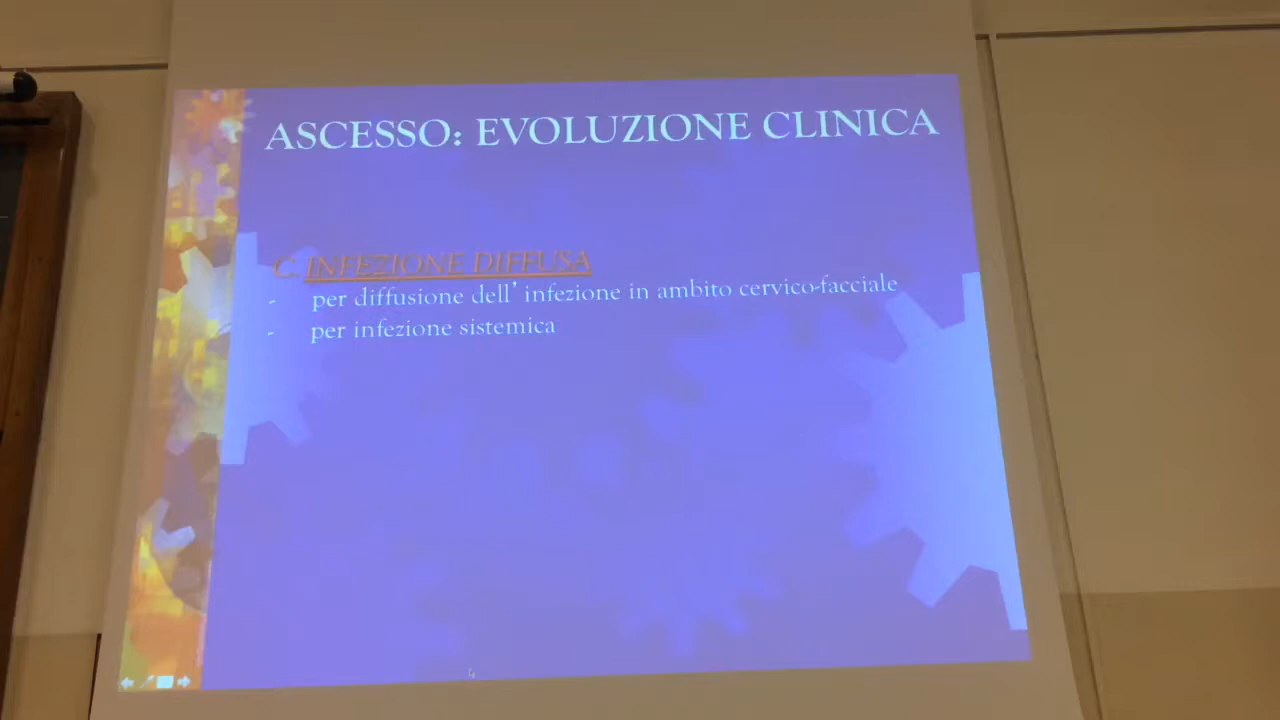 ASCESSO: EVOLUZIONE CLINICA
C. INFEZIONE DIFFUSA
- per diffusione dell' infezione in ambito cervico-facciale
- per infezione sistemica